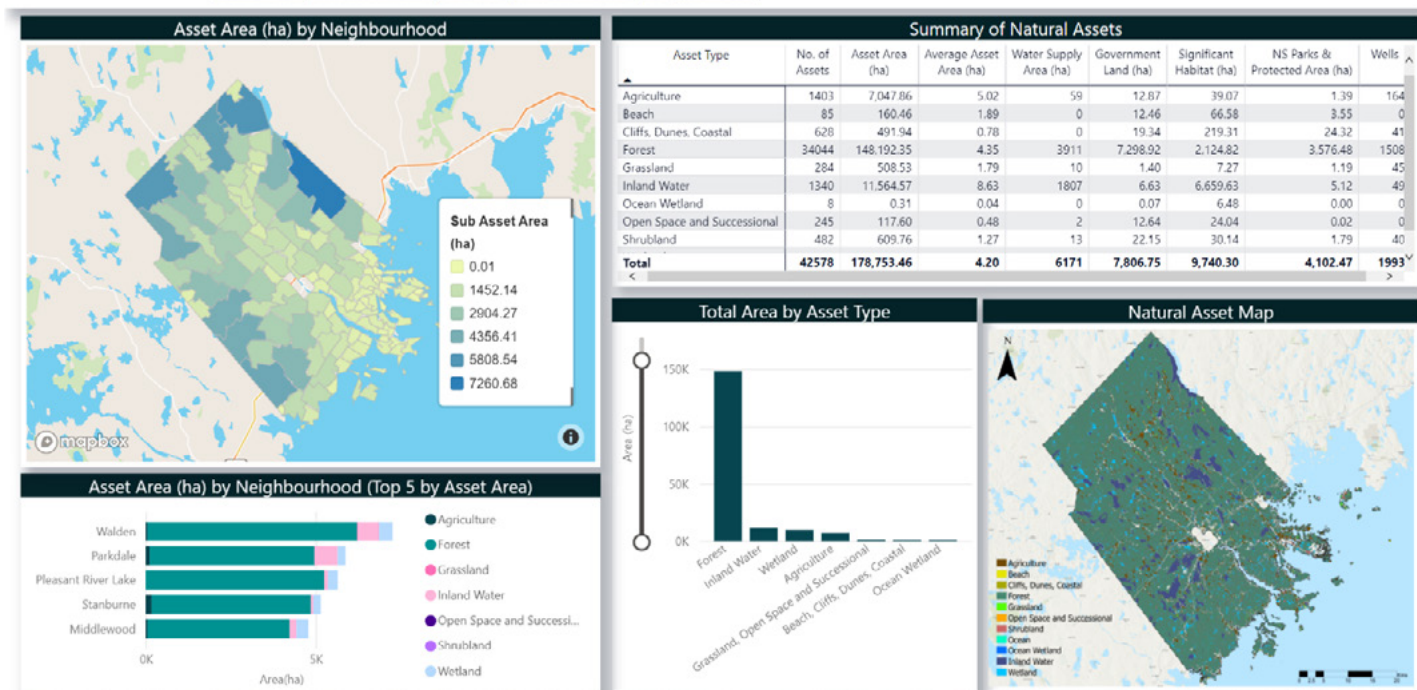 Asset Area (ha) by Neighbourhood
Sub Asset Area
(ha)
0.01
1452.14
2904.27
4356.41
5808.54
7260.68
mapbox
Summary of Natural Assets
Asset Type No. of Assets Asset Area (ha) Average Asset Area (ha) Water Supply Area (ha) Government Land (ha) Significant Habitat (ha) NS Parks & Protected Area (ha) Wells
Agriculture 1403 7,047.86 5.02 59 12.87 39.07 1.39 164
Beach 85 160.46 1.89 0 12.46 66.58 3.55 0
Cliffs, Dunes, Coastal 628 491.94 0.78 0 19.34 219.31 24.32 41
Forest 34044 148,192.35 4.35 3911 7,298.92 2,124.82 3,576.48 1508
Grassland 284 508.53 1.79 10 1.40 7.27 1.19 45
Inland Water 1340 11,564.57 8.63 1807 6.63 6,659.63 5.12 49
Ocean Wetland 8 0.31 0.04 0 0.07 6.48 0.00 0
Open Space and Successional 245 117.60 0.48 2 12.64 24.04 0.02 0
Shrubland 482 609.76 1.27 13 22.15 30.14 1.79 40
Total 42578 178,753.46 4.20 6171 7,806.75 9,740.30 4,102.47 1993
Asset Area (ha) by Neighbourhood (Top 5 by Asset Area)
Walden
Parkdale
Pleasant River Lake
Stanburne
Middlewood
0K 5K
Area(ha)
Agriculture
Forest
Grassland
Inland Water
Open Space and Successi...
Shrubland
Wetland
Total Area by Asset Type
Area (ha)
150K
100K
50K
0K
Forest
Inland Water
Wetland
Agriculture
Grassland, Open Space and Successional
Beach, Cliffs, Dunes, Coastal
Ocean Wetland
Natural Asset Map
N
Agriculture
Beach
Cliffs, Dunes, Coastal
Forest
Grassland
Open Space and Successional
Shrubland
Ocean
Ocean Wetland
Inland Water
Wetland